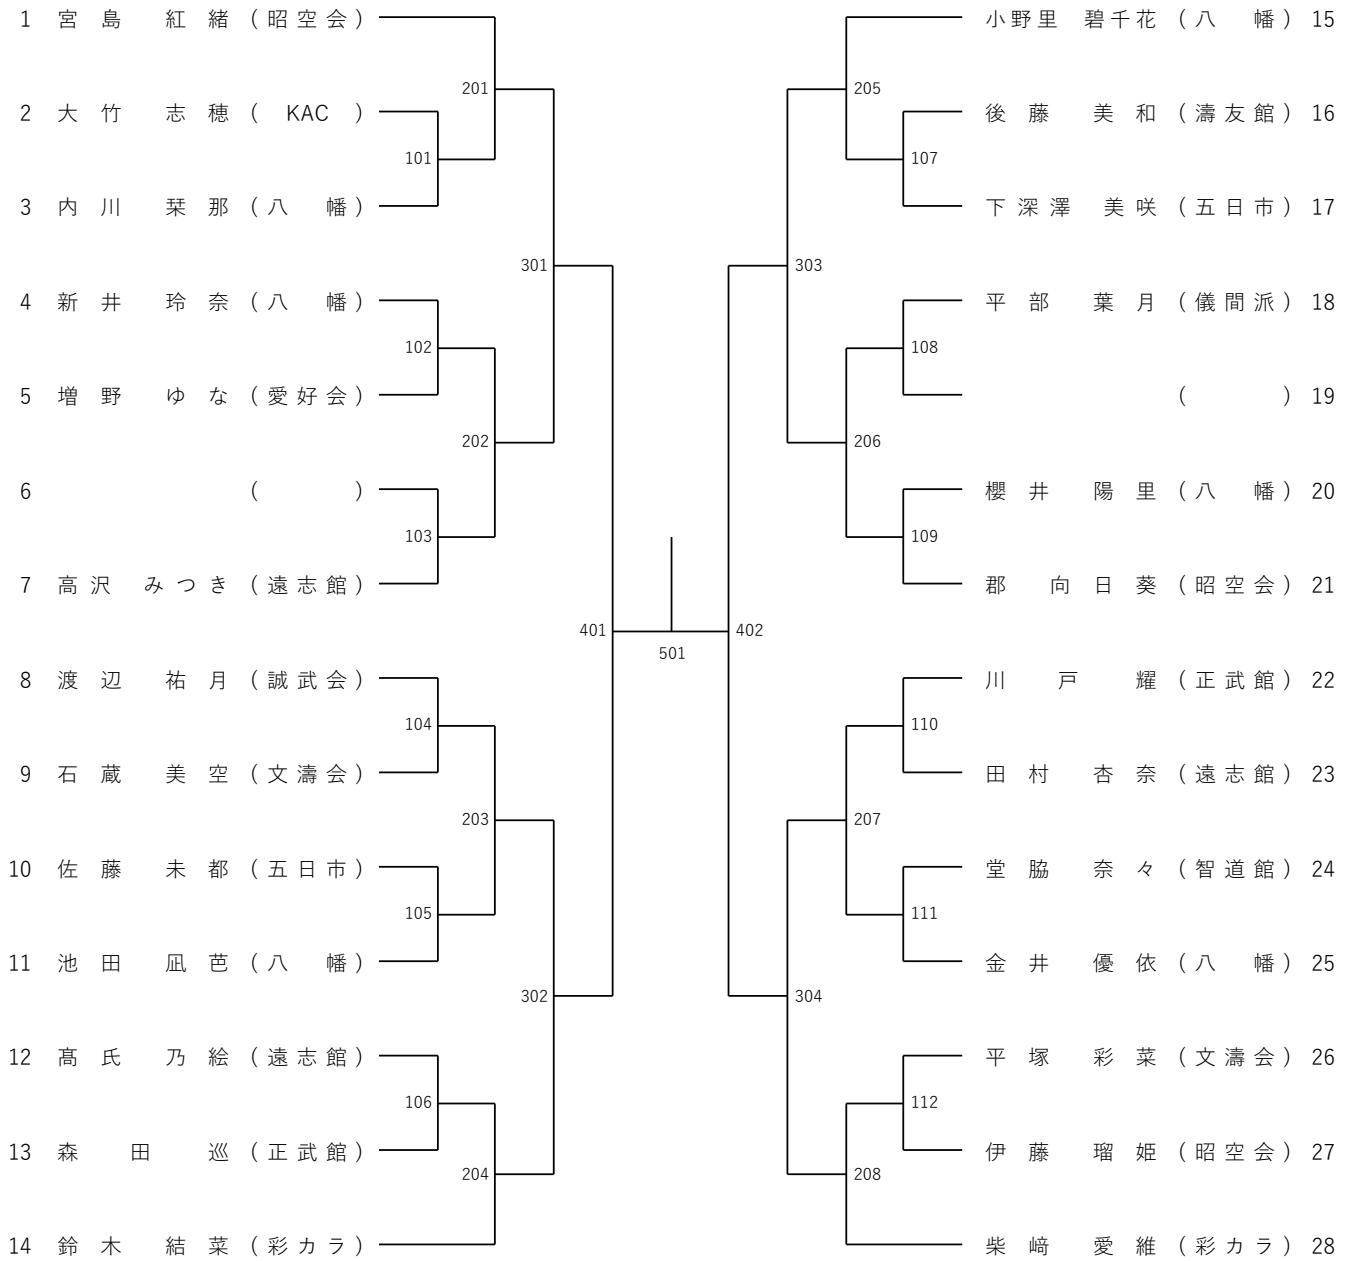 1 宮島 紅緒 (昭空会)
201
2 大竹 志穂 ( KAC )
101
3 内川 栞那 (八幡)
301
4 新井 玲奈 (八幡)
102
5 増野 ゆな (愛好会)
202
6 ( )
103
7 高沢 みつき (遠志館)
401
8 渡辺 祐月 (誠武会)
104
9 石蔵 美空 (文濤会)
203
10 佐藤 未都 (五日市)
105
11 池田 凪芭 (八幡)
302
12 髙氏 乃絵 (遠志館)
106
13 森田 巡 (正武館)
204
14 鈴木 結菜 (彩カラ)
501
小野里 碧千花 (八幡) 15
205
後藤 美和 (濤友館) 16
107
下深澤 美咲 (五日市) 17
303
平部 葉月 (儀間派) 18
108
( ) 19
206
櫻井 陽里 (八幡) 20
109
郡 向日葵 (昭空会) 21
402
川戸 耀 (正武館) 22
110
田村 杏奈 (遠志館) 23
207
堂脇 奈々 (智道館) 24
111
金井 優依 (八幡) 25
304
平塚 彩菜 (文濤会) 26
112
伊藤 瑠姫 (昭空会) 27
208
柴﨑 愛維 (彩カラ) 28